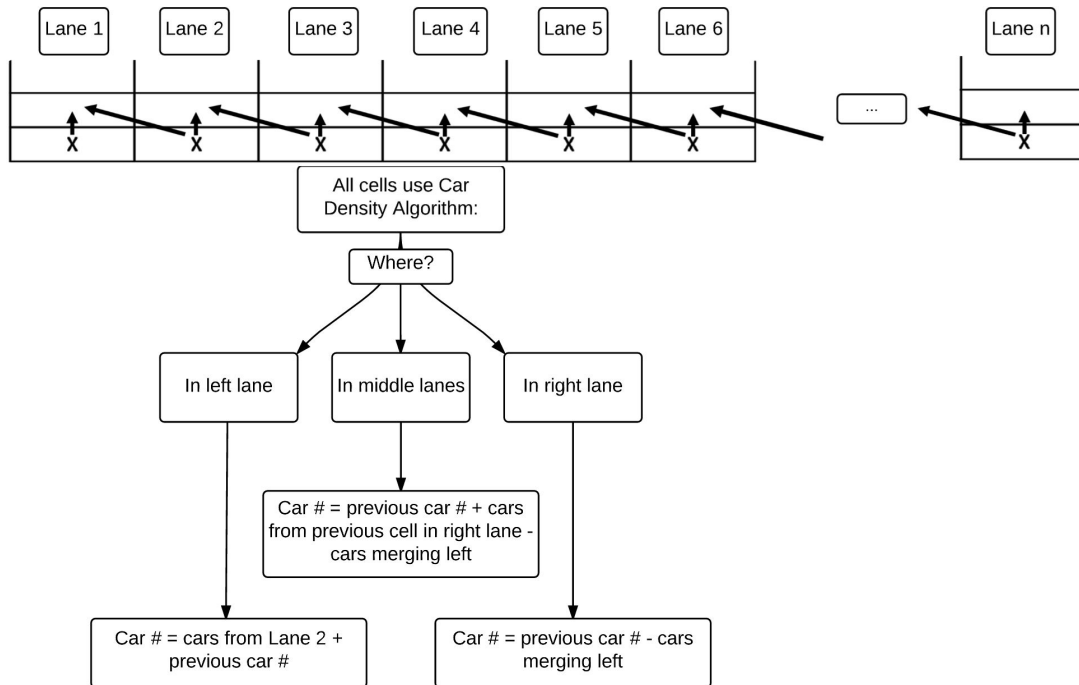 Lane 1
Lane 2
Lane 3
Lane 4
Lane 5
Lane 6
Lane n
...
X
X
X
X
X
X
X
All cells use Car
Density Algorithm:
Where?
In left lane
In middle lanes
In right lane
Car # = previous car # + cars
from previous cell in right lane -
cars merging left
Car # = cars from Lane 2 +
previous car #
Car # = previous car # - cars
merging left